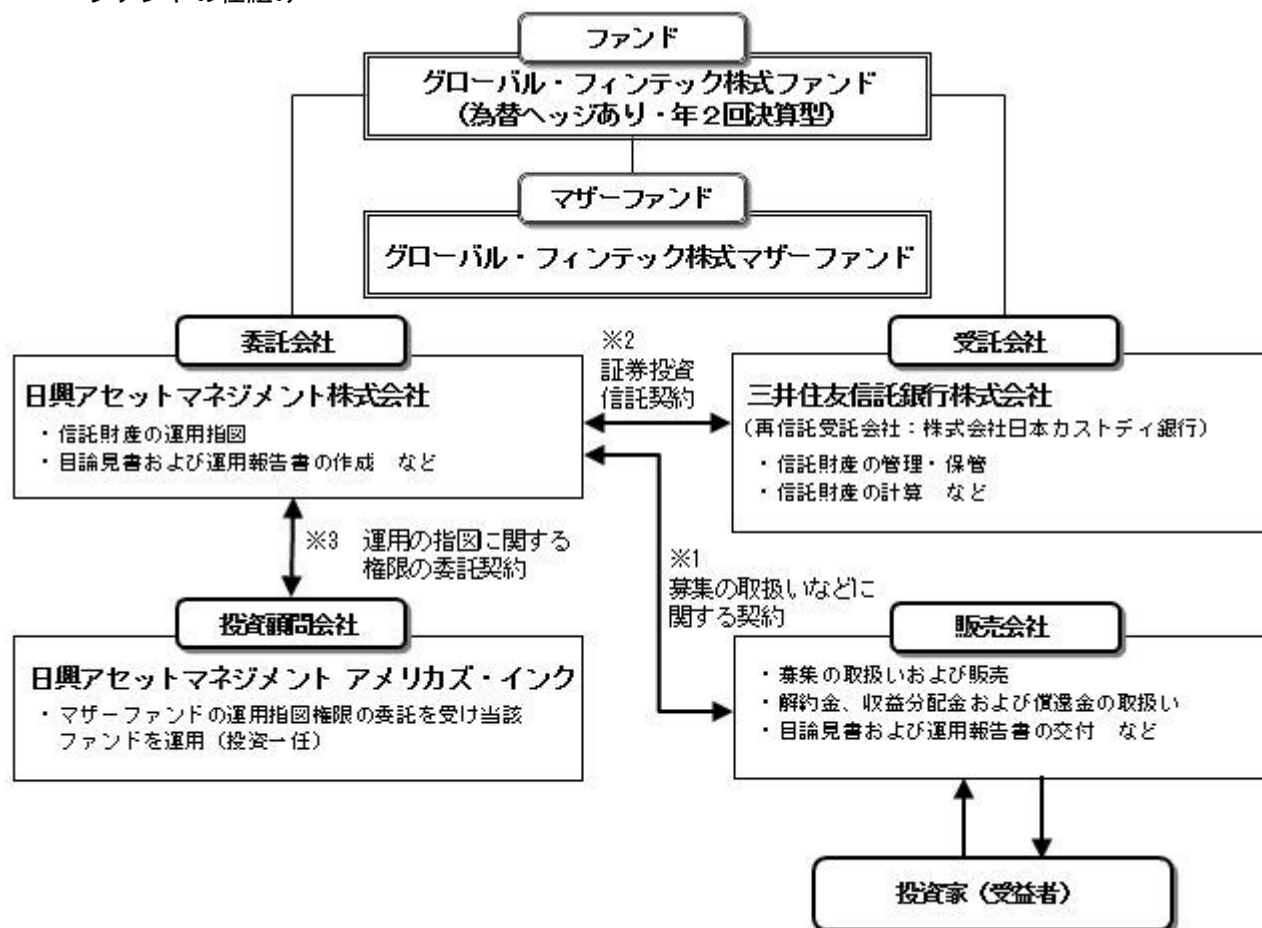 ファンドの仕組み
ファンド
グローバル・フィンテック株式ファンド
(為替ヘッジあり・年２回決算型)
マザーファンド
グローバル・フィンテック株式マザーファンド
委託会社
日興アセットマネジメント株式会社
・信託財産の運用指図
・目論見書および運用報告書の作成　など
※2
証券投資
信託契約
受託会社
三井住友信託銀行株式会社
(再信託受託会社：株式会社日本カストディ銀行)
・信託財産の管理・保管
・信託財産の計算　など
※3　運用の指図に関する
権限の委託契約
※1
募集の取扱いなどに
関する契約
投資顧問会社
日興アセットマネジメント アメリカズ・インク
・マザーファンドの運用指図権限の委託を受け当該
ファンドを運用（投資一任）
販売会社
・募集の取扱いおよび販売
・解約金、収益分配金および償還金の取扱い
・目論見書および運用報告書の交付　など
投資家（受益者）